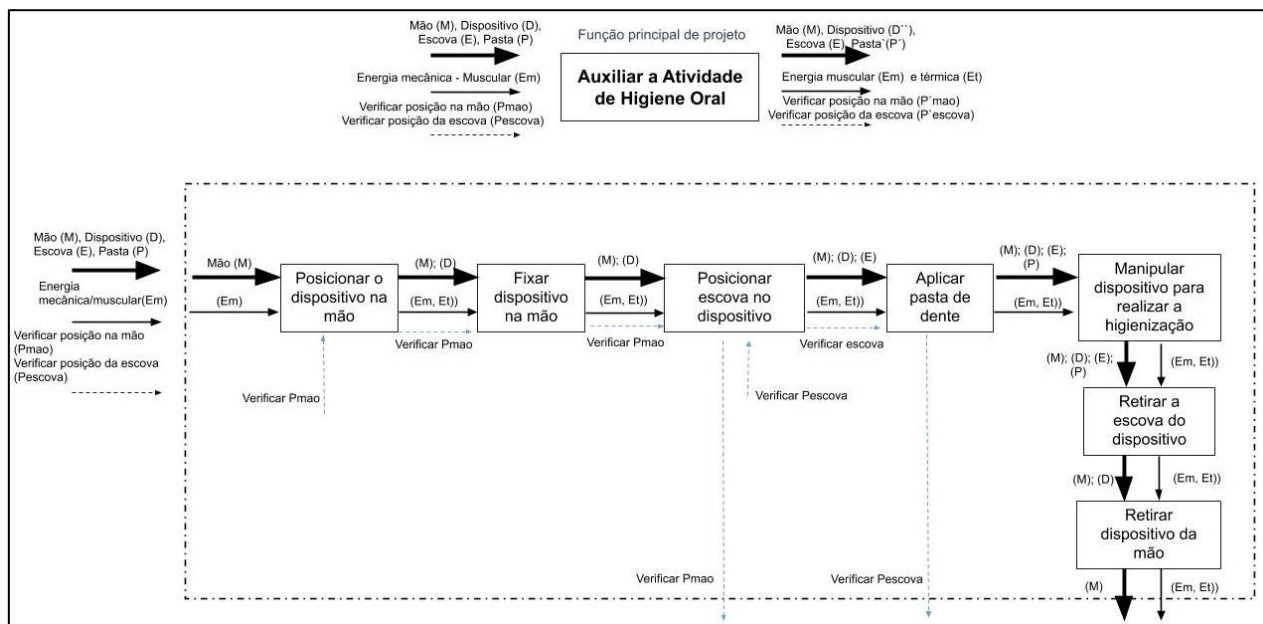 Mão (M), Dispositivo (D),
Escova (E), Pasta (P)
Energia mecânica - Muscular (Em)
Verificar posição na mão (Pmao)
Verificar posição da escova (Pescova)
Função principal de projeto
Auxiliar a Atividade
de Higiene Oral
Mão (M), Dispositivo (D``),
Escova (E), Pasta`(P´)
Energia muscular (Em) e térmica (Et)
Verificar posição na mão (P`mao)
Verificar posição da escova (P`escova)
Mão (M), Dispositivo (D),
Escova (E), Pasta (P)
Energia
mecânica/muscular(Em)
Verificar posição na mão
(Pmao)
Verificar posição da escova
(Pescova)
Mão (M)
(Em)
Posicionar o
dispositivo na
mão
Verificar Pmao
(M); (D)
(Em, Et))
Verificar Pmao
Fixar
dispositivo
na mão
(M); (D)
(Em, Et))
Verificar Pmao
Posicionar
escova no
dispositivo
Verificar Pescova
Verificar Pmao
(M); (D); (E)
(Em, Et))
Verificar escova
Aplicar
pasta de
dente
Verificar Pescova
(M); (D); (E);
(P)
(Em, Et))
Manipular
dispositivo para
realizar a
higienização
(M); (D); (E);
(P)
(Em, Et))
Retirar a
escova do
dispositivo
(M); (D)
(Em, Et))
Retirar
dispositivo da
mão
(M)
(Em, Et))